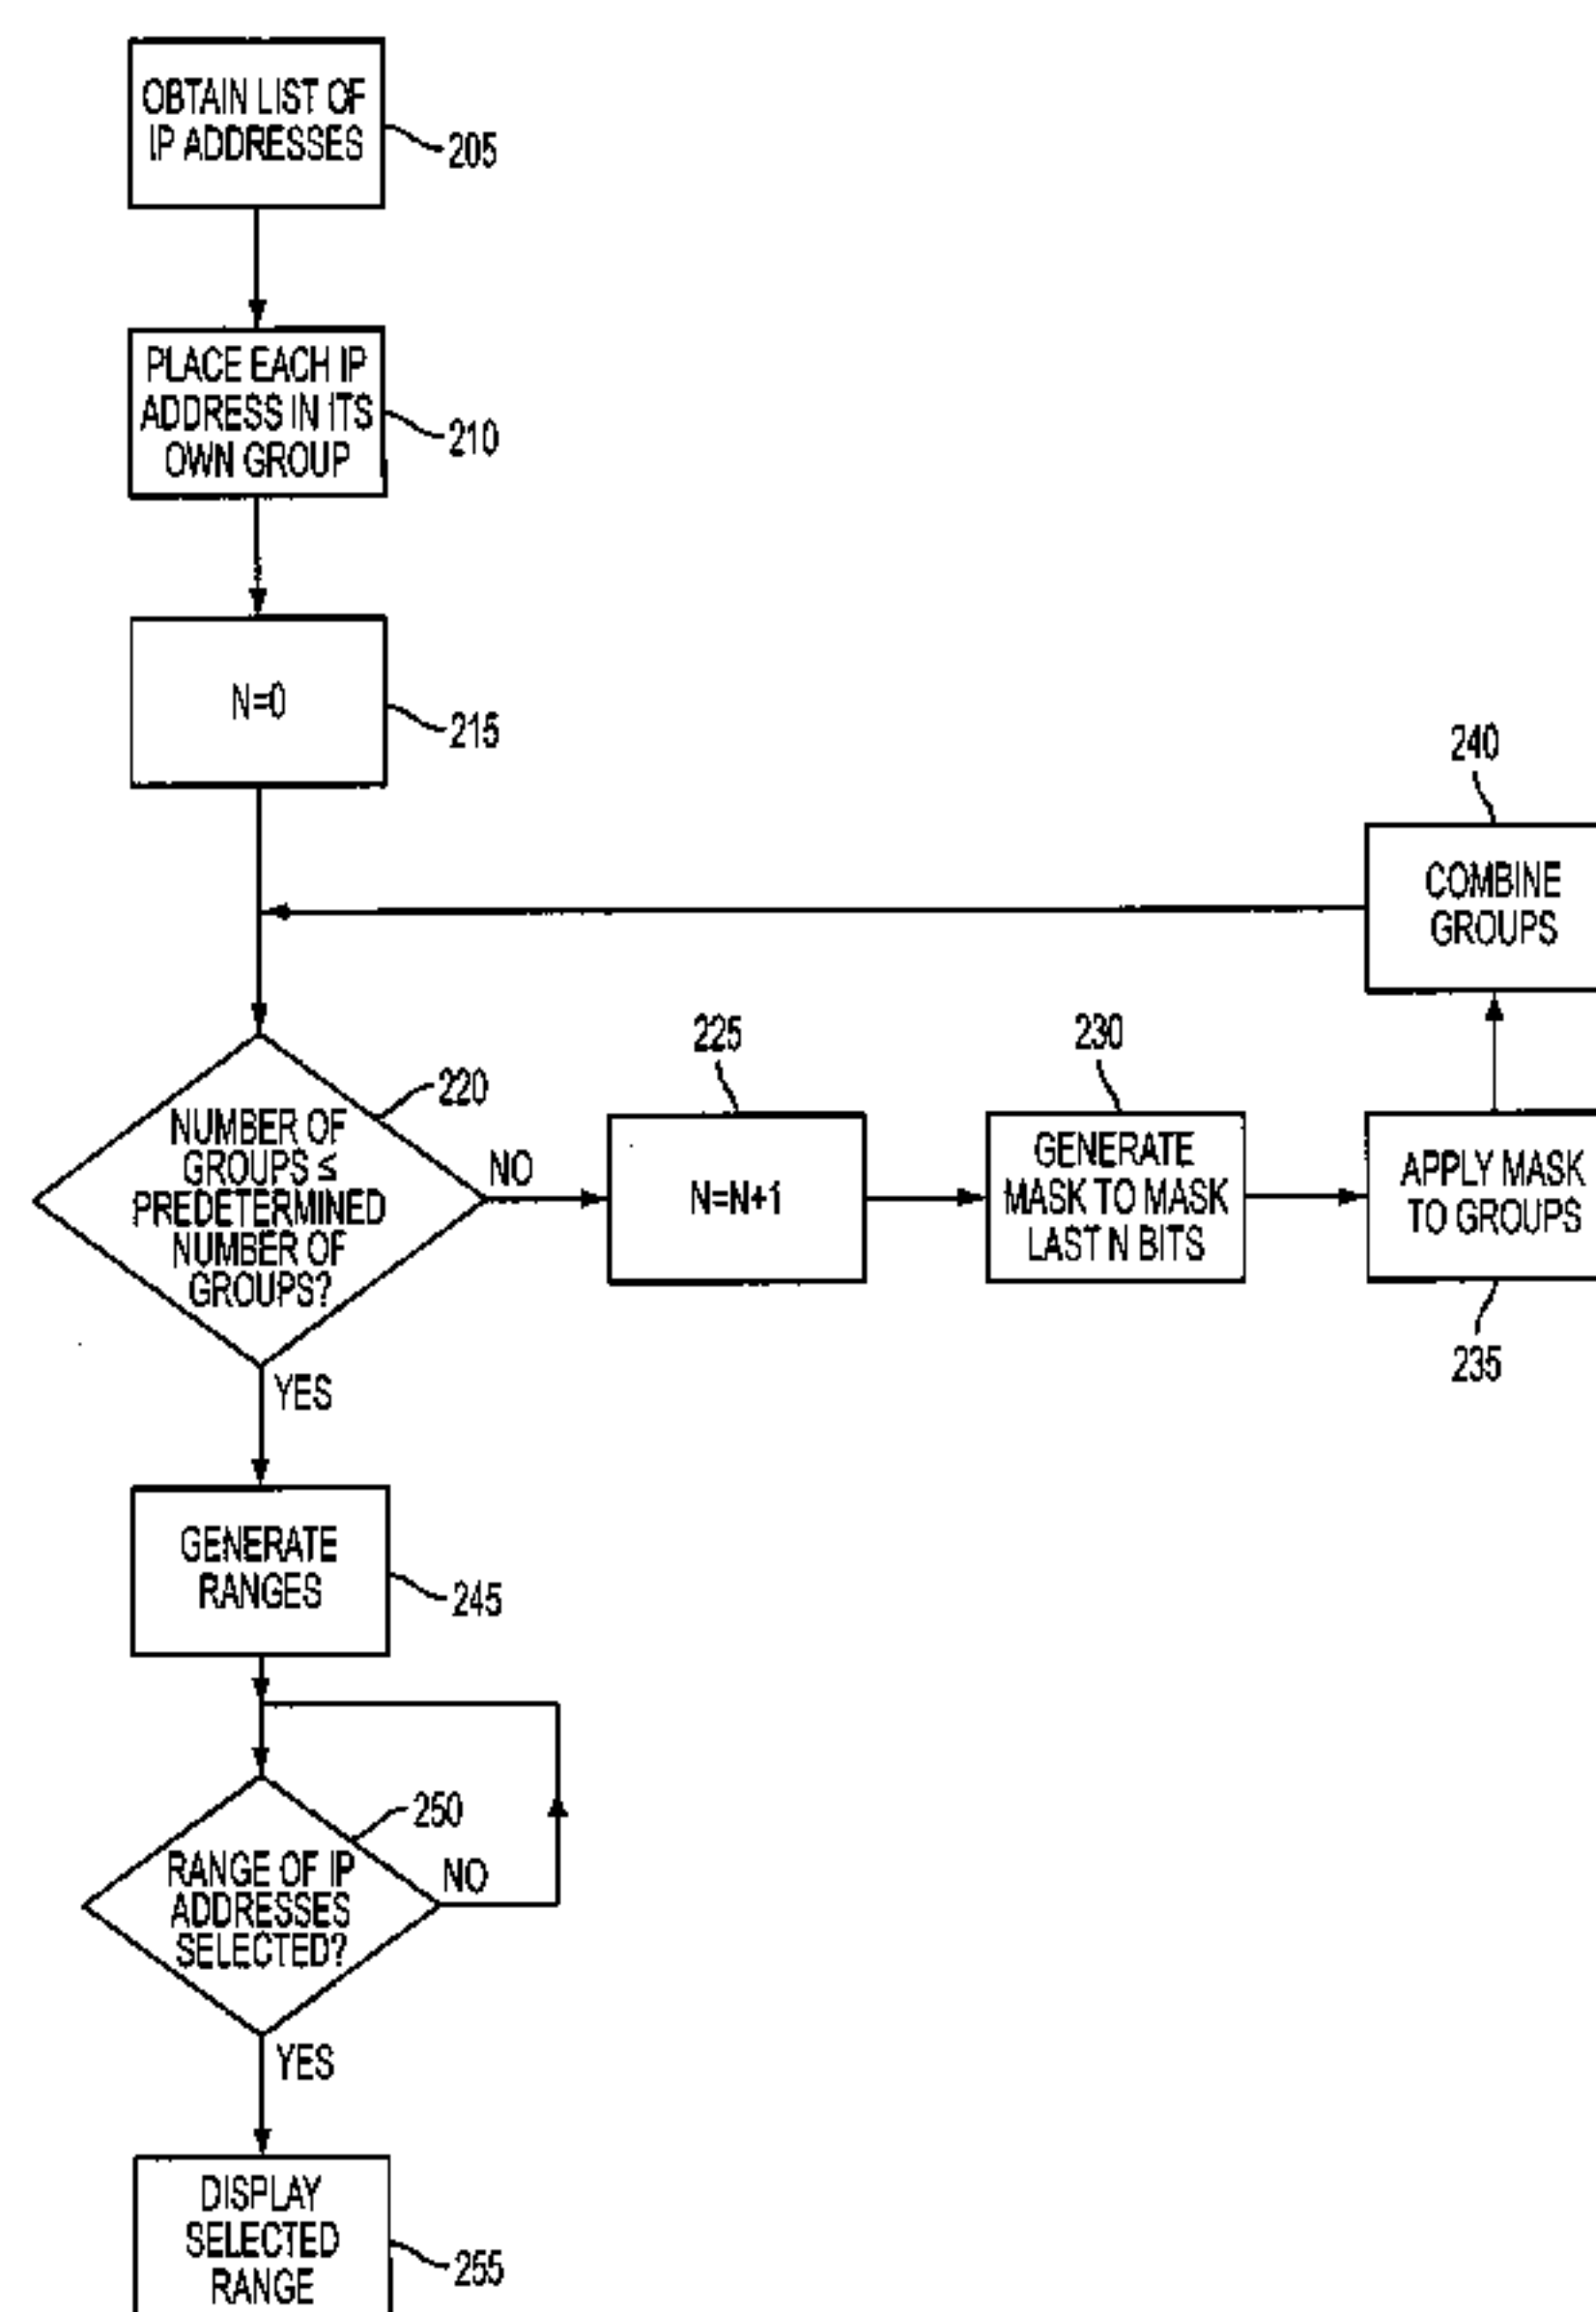 OBTAIN LIST OF
IP ADDRESSES
205
PLACE EACH IP
ADDRESS IN ITS
OWN GROUP
210
N=0
215
240
COMBINE
GROUPS
220
NUMBER OF
GROUPS ≤
PREDETERMINED
NUMBER OF
GROUPS?
NO
YES
225
N=N+1
230
GENERATE
MASK TO MASK
LAST N BITS
APPLY MASK
TO GROUPS
235
GENERATE
RANGES
245
250
RANGE OF IP
ADDRESSES
SELECTED?
NO
YES
DISPLAY
SELECTED
RANGE
255